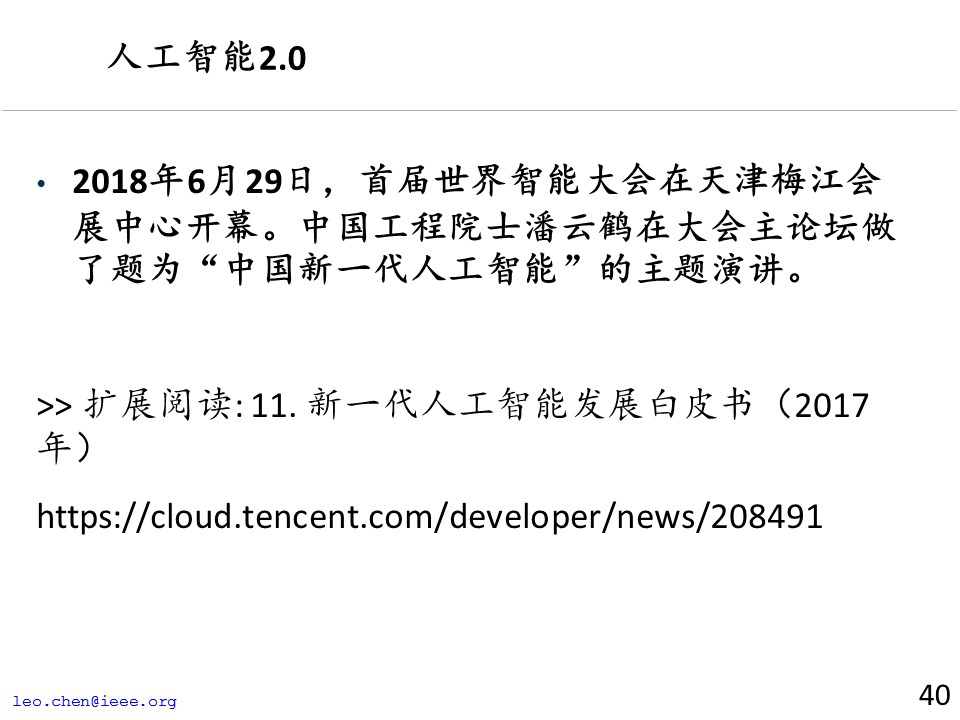 人工智能2.0
• 2018年6月29日，首届世界智能大会在天津梅江会
展中心开幕。中国工程院士潘云鹤在大会主论坛做
了题为“中国新一代人工智能”的主题演讲。
>> 扩展阅读: 11. 新一代人工智能发展白皮书（2017
年）
https://cloud.tencent.com/developer/news/208491
leo.chen@ieee.org
40